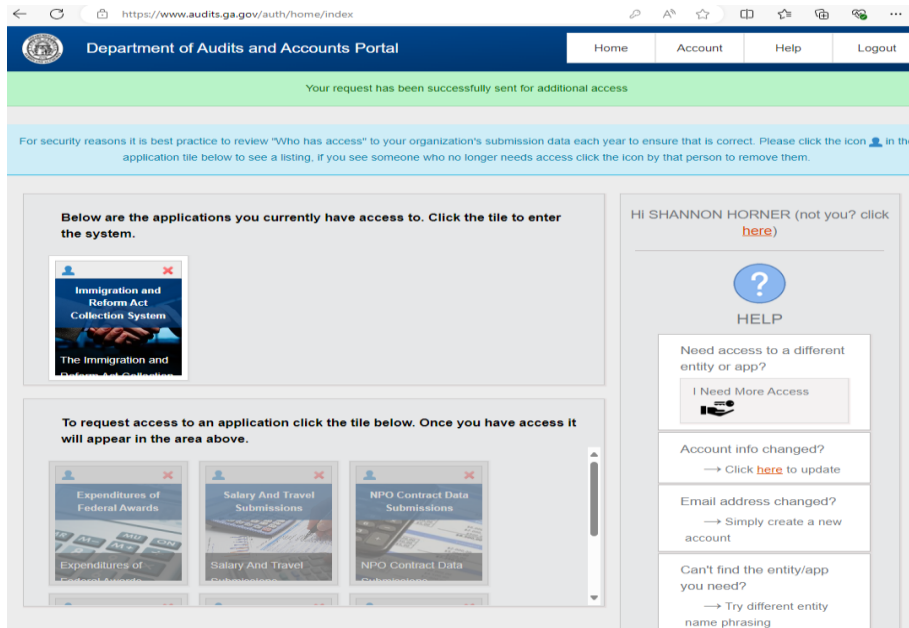 https://www.audits.ga.gov/auth/home/index
Department of Audits and Accounts Portal
Home
Account
Help
Logout
Your request has been successfully sent for additional access
For security reasons it is best practice to review "Who has access" to your organization's submission data each year to ensure that is correct. Please click the icon in the
application tile below to see a listing, if you see someone who no longer needs access click the icon by that person to remove them.
Below are the applications you currently have access to. Click the tile to enter
the system.
Immigration and
Reform Act
Collection System
The Immigration and
Reform Act Collection
To request access to an application click the tile below. Once you have access it
will appear in the area above.
Expenditures of
Federal Awards
Expenditures of
Federal Awards
Salary And Travel
Submissions
Salary And Travel
Submissions
NPO Contract Data
Submissions
NPO Contract Data
Submissions
Hi SHANNON HORNER (not you? click
here)
?
HELP
Need access to a different
entity or app?
I Need More Access
Account info changed?
→ Click here to update
Email address changed?
→ Simply create a new
account
Can't find the entity/app
you need?
→ Try different entity
name phrasing